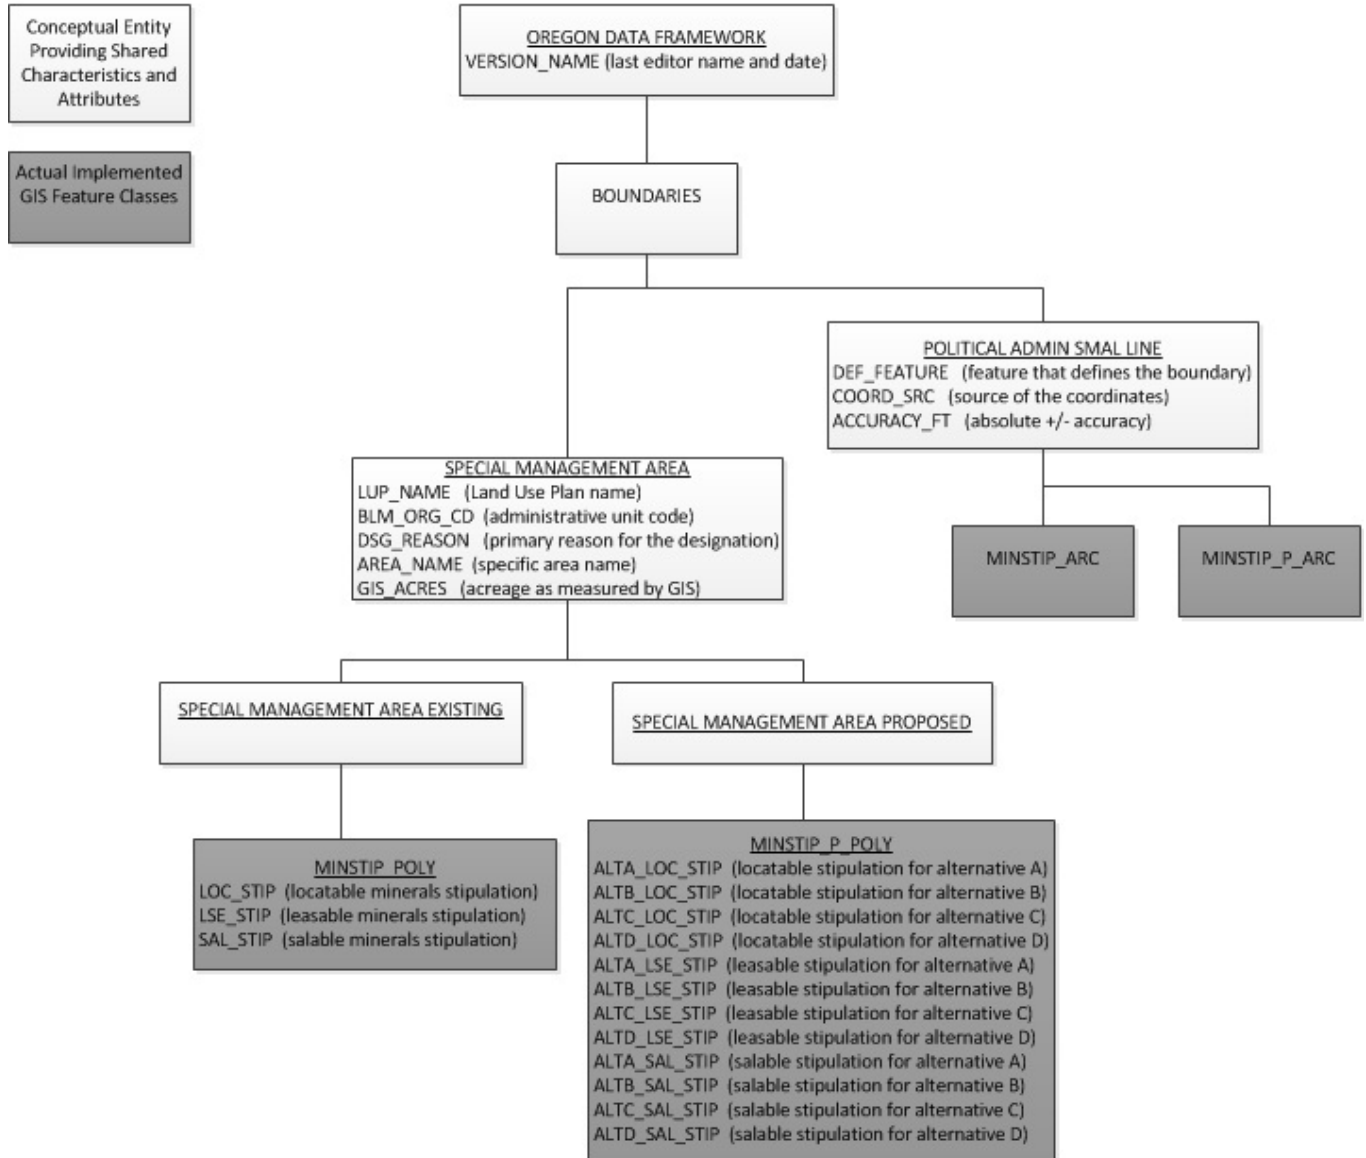 Conceptual Entity
Providing Shared
Characteristics and
Attributes
Actual Implemented
GIS Feature Classes
OREGON DATA FRAMEWORK
VERSION_NAME (last editor name and date)
BOUNDARIES
POLITICAL ADMIN SMAL LINE
DEF_FEATURE (feature that defines the boundary)
COORD_SRC (source of the coordinates)
ACCURACY_FT (absolute +/- accuracy)
SPECIAL MANAGEMENT AREA
LUP_NAME (Land Use Plan name)
BLM_ORG_CD (administrative unit code)
DSG_REASON (primary reason for the designation)
AREA_NAME (specific area name)
GIS_ACRES (acreage as measured by GIS)
MINSTIP_ARC
MINSTIP_P_ARC
SPECIAL MANAGEMENT AREA EXISTING
SPECIAL MANAGEMENT AREA PROPOSED
MINSTIP_POLY
LOC_STIP (locatable minerals stipulation)
LSE_STIP (leasable minerals stipulation)
SAL_STIP (salable minerals stipulation)
MINSTIP_P_POLY
ALTA_LOC_STIP (locatable stipulation for alternative A)
ALTB_LOC_STIP (locatable stipulation for alternative B)
ALTC_LOC_STIP (locatable stipulation for alternative C)
ALTD_LOC_STIP (locatable stipulation for alternative D)
ALTA_LSE_STIP (leasable stipulation for alternative A)
ALTB_LSE_STIP (leasable stipulation for alternative B)
ALTC_LSE_STIP (leasable stipulation for alternative C)
ALTD_LSE_STIP (leasable stipulation for alternative D)
ALTA_SAL_STIP (salable stipulation for alternative A)
ALTB_SAL_STIP (salable stipulation for alternative B)
ALTC_SAL_STIP (salable stipulation for alternative C)
ALTD_SAL_STIP (salable stipulation for alternative D)